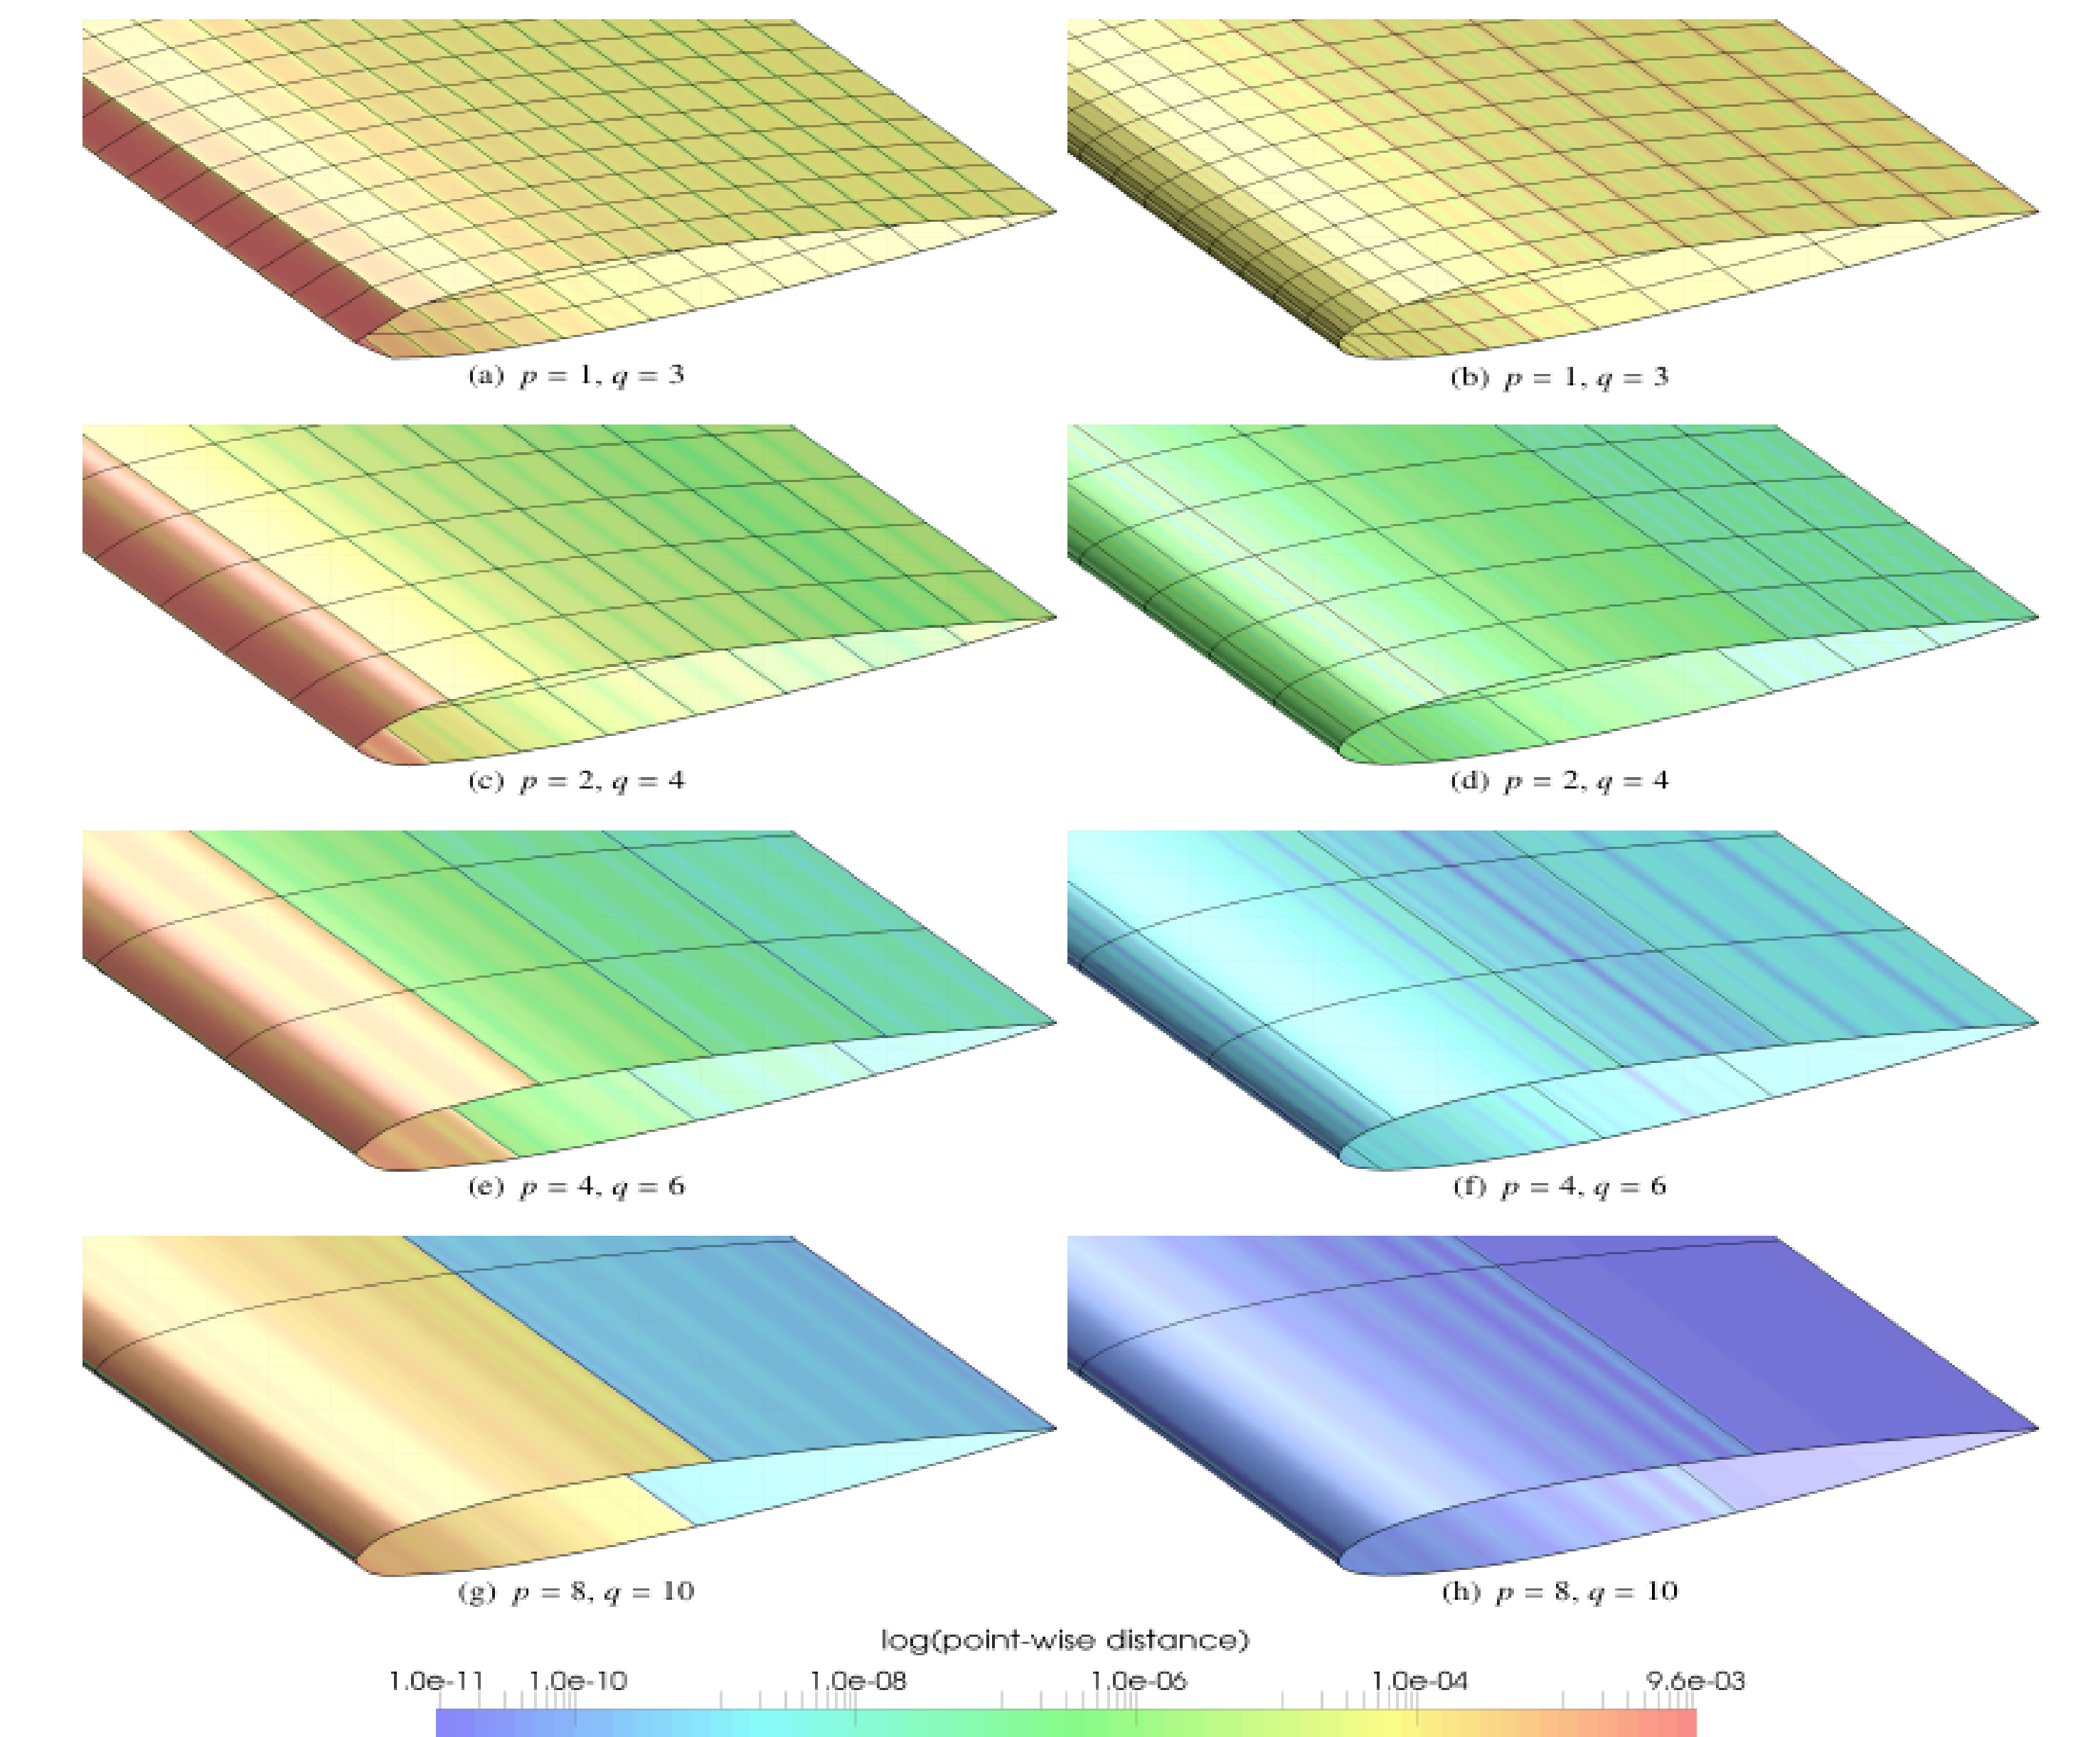 (a) p = 1, q = 3
(b) p = 1, q = 3
(c) p = 2, q = 4
(d) p = 2, q = 4
(e) p = 4, q = 6
(f) p = 4, q = 6
(g) p = 8, q = 10
(h) p = 8, q = 10
log(point-wise distance)
1.0e-11 1.0e-10 1.0e-08 1.0e-06 1.0e-04 9.6e-03